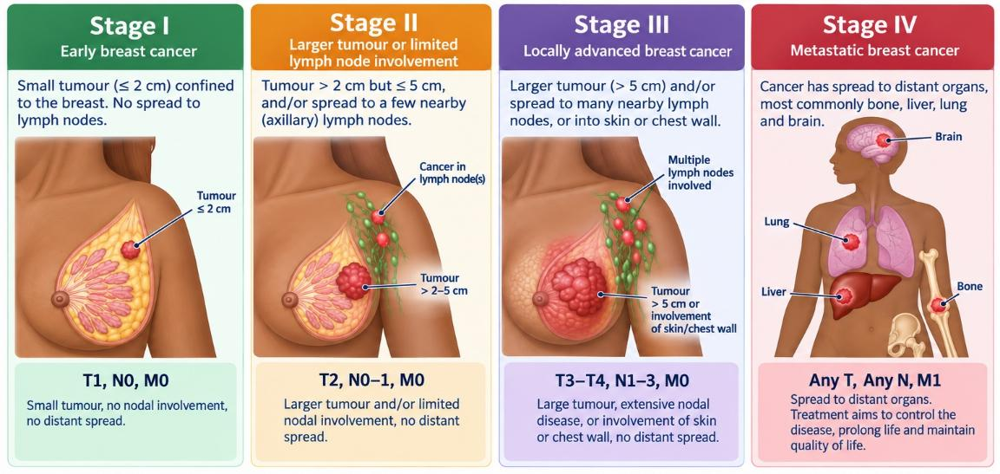 Stage I
Early breast cancer
Small tumour (≤ 2 cm) confined
to the breast. No spread to
lymph nodes.
Tumour
≤ 2 cm
T1, N0, M0
Small tumour, no nodal involvement,
no distant spread.
Stage II
Larger tumour or limited
lymph node involvement
Tumour > 2 cm but ≤ 5 cm,
and/or spread to a few nearby
(axillary) lymph nodes.
Cancer in
lymph node(s)
Tumour
> 2–5 cm
T2, N0–1, M0
Larger tumour and/or limited
nodal involvement, no distant
spread.
Stage III
Locally advanced breast cancer
Larger tumour (> 5 cm) and/or
spread to many nearby lymph
nodes, or into skin or chest wall.
Multiple
lymph nodes
involved
Tumour
> 5 cm or
involvement
of skin/chest wall
T3–T4, N1–3, M0
Large tumour, extensive nodal
disease, or involvement of skin
or chest wall, no distant spread.
Stage IV
Metastatic breast cancer
Cancer has spread to distant organs,
most commonly bone, liver, lung
and brain.
Brain
Lung
Liver
Bone
Any T, Any N, M1
Spread to distant organs.
Treatment aims to control the
disease, prolong life and maintain
quality of life.